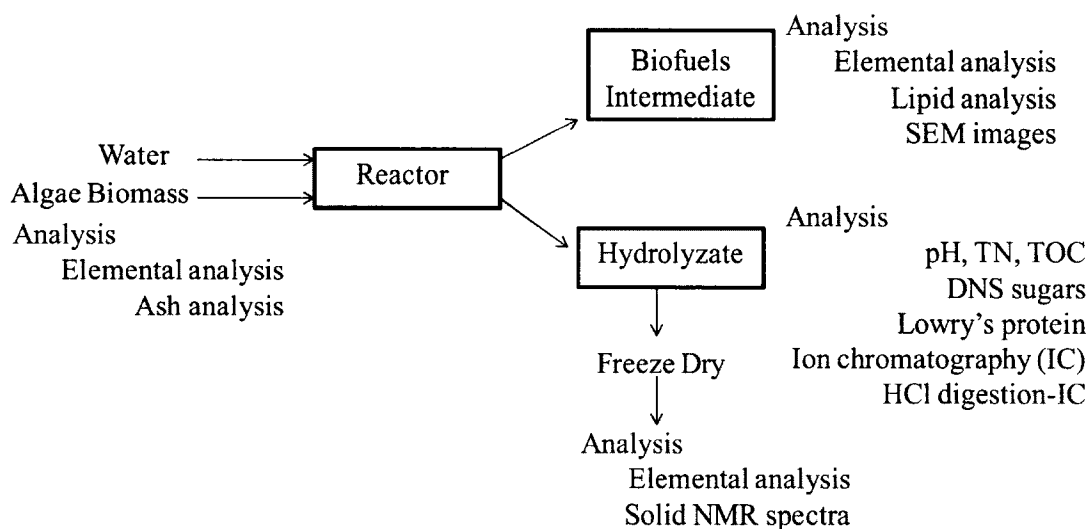 Water
Algae Biomass
Analysis
Elemental analysis
Ash analysis
Reactor
Biofuels
Intermediate
Analysis
Elemental analysis
Lipid analysis
SEM images
Hydrolyzate
Analysis
pH, TN, TOC
DNS sugars
Lowry's protein
Ion chromatography (IC)
HCl digestion-IC
Freeze Dry
Analysis
Elemental analysis
Solid NMR spectra